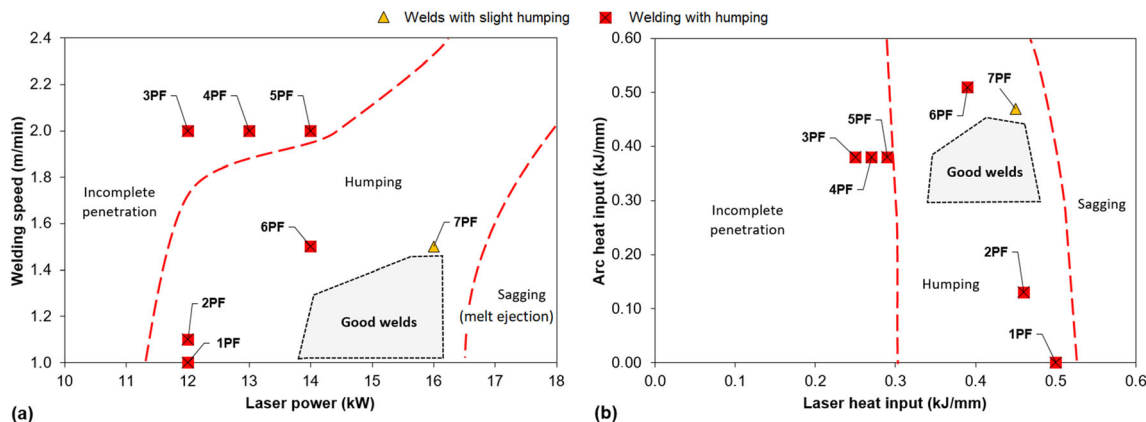 Welds with slight humping
Welding with humping
2.4
2.2
2.0
1.8
1.6
1.4
1.2
1.0
Welding speed (m/min)
3PF
4PF
5PF
Incomplete
penetration
Humping
6PF
7PF
2PF
1PF
Good welds
Sagging
(melt ejection)
10
11
12
13
14
15
16
17
18
(a)
Laser power (kW)
0.60
0.50
0.40
0.30
0.20
0.10
0.00
Arc heat input (kJ/mm)
7PF
6PF
5PF
3PF
4PF
Good welds
Incomplete
penetration
Sagging
2PF
Humping
1PF
0.0
0.1
0.2
0.3
0.4
0.5
0.6
(b)
Laser heat input (kJ/mm)